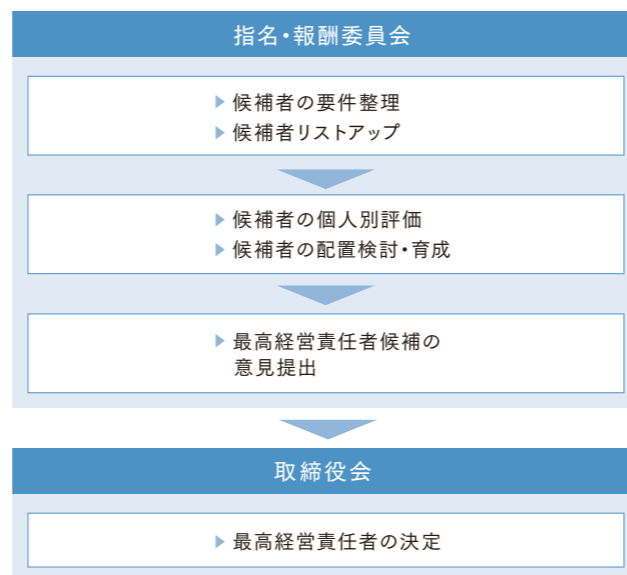 指名・報酬委員会
▶候補者の要件整理
▶候補者リストアップ
▶候補者の個人別評価
▶候補者の配置検討・育成
▶最高経営責任者候補の
意見提出
取締役会
▶最高経営責任者の決定